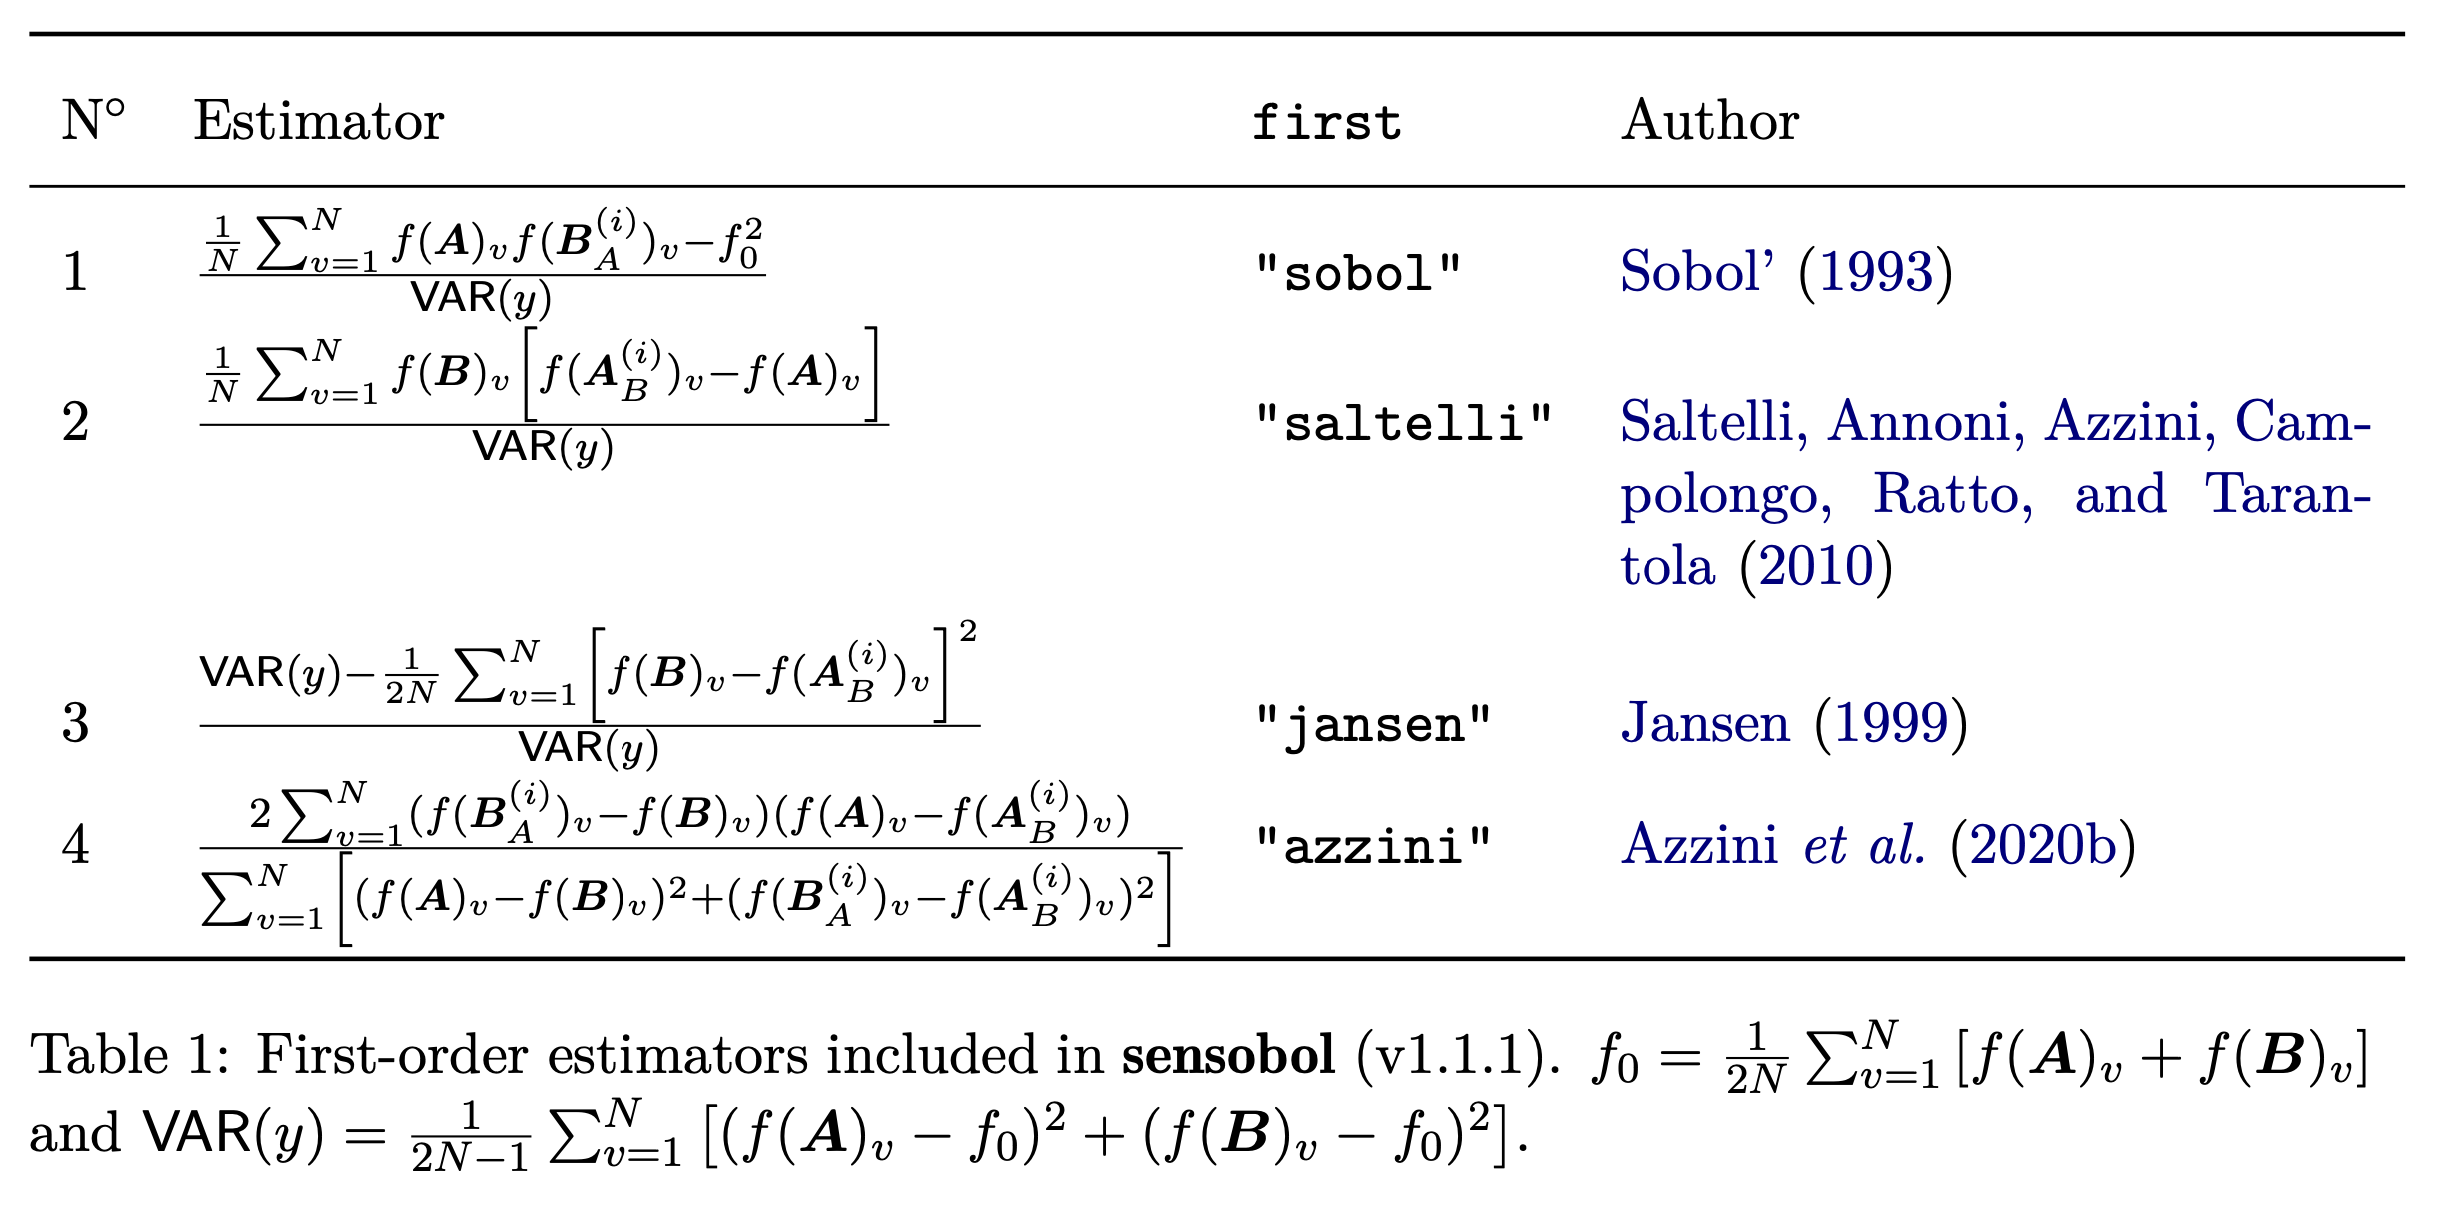 N° Estimator first Author
1 \frac{\frac{1}{N}\sum_{v=1}^{N} f(\boldsymbol{A})_v f(\boldsymbol{B}_A^{(i)})_v - f_0^2}{\mathsf{VAR}(y)} "sobol" Sobol’ (1993)
2 \frac{\frac{1}{N}\sum_{v=1}^{N} f(\boldsymbol{B})_v \left[f(\boldsymbol{A}_B^{(i)})_v - f(\boldsymbol{A})_v\right]}{\mathsf{VAR}(y)} "saltelli" Saltelli, Annoni, Azzini, Cam-
polongo, Ratto, and Taran-
tola (2010)
3 \frac{\mathsf{VAR}(y) - \frac{1}{2N}\sum_{v=1}^{N} \left[f(\boldsymbol{B})_v - f(\boldsymbol{A}_B^{(i)})_v\right]^2}{\mathsf{VAR}(y)} "jansen" Jansen (1999)
4 \frac{2\sum_{v=1}^{N} (f(\boldsymbol{B}_A^{(i)})_v - f(\boldsymbol{B})_v)(f(\boldsymbol{A})_v - f(\boldsymbol{A}_B^{(i)})_v)}{\sum_{v=1}^{N} \left[(f(\boldsymbol{A})_v - f(\boldsymbol{B})_v)^2 + (f(\boldsymbol{B}_A^{(i)})_v - f(\boldsymbol{A}_B^{(i)})_v)^2\right]} "azzini" Azzini et al. (2020b)
Table 1: First-order estimators included in sensobol (v1.1.1). f_0 = \frac{1}{2N}\sum_{v=1}^{N} [f(\boldsymbol{A})_v + f(\boldsymbol{B})_v]
and \mathsf{VAR}(y) = \frac{1}{2N-1}\sum_{v=1}^{N} [(f(\boldsymbol{A})_v - f_0)^2 + (f(\boldsymbol{B})_v - f_0)^2].